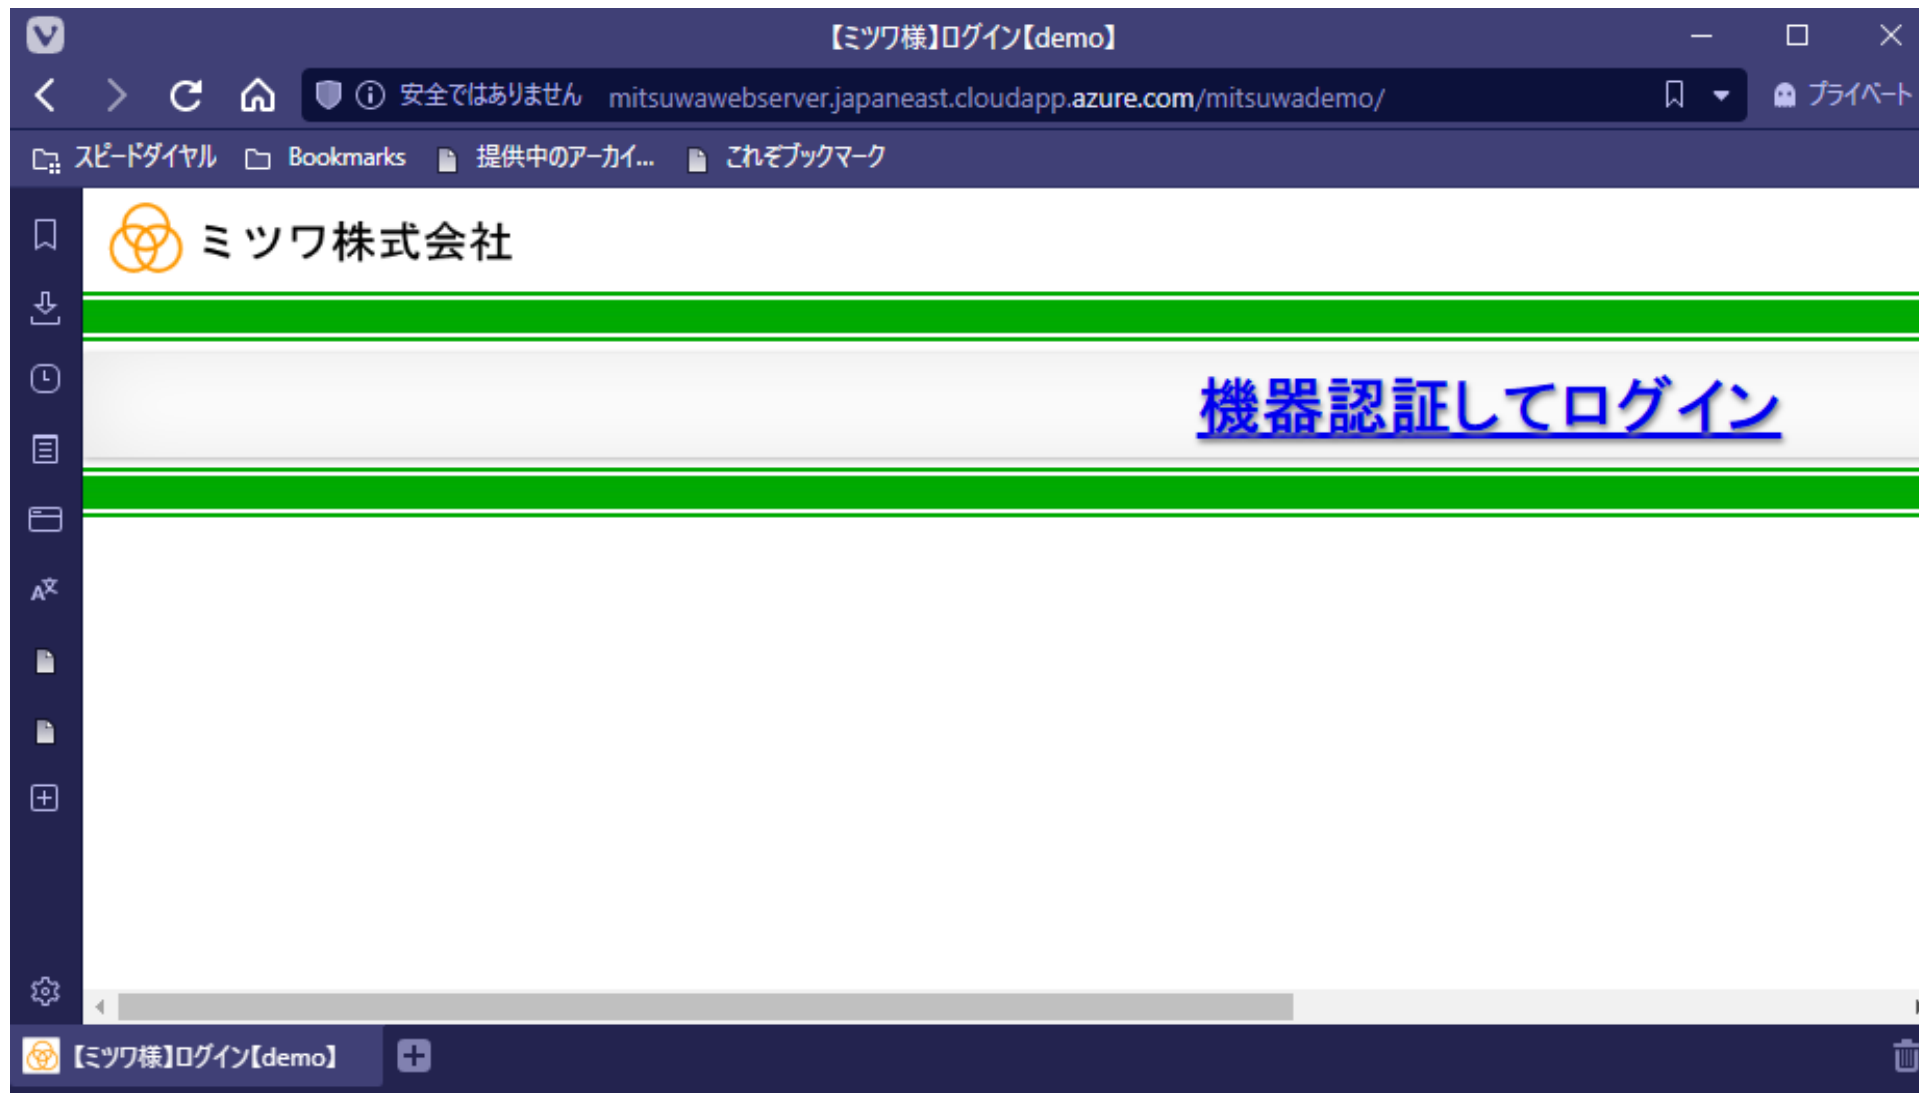 【ミツワ様】ログイン【demo】
安全ではありません mitsuwawebserver.japaneast.cloudapp.azure.com/mitsuwademo/ プライベート
スピードダイヤル Bookmarks 提供中のアーカイ... これぞブックマーク
ミツワ株式会社
機器認証してログイン
【ミツワ様】ログイン【demo】